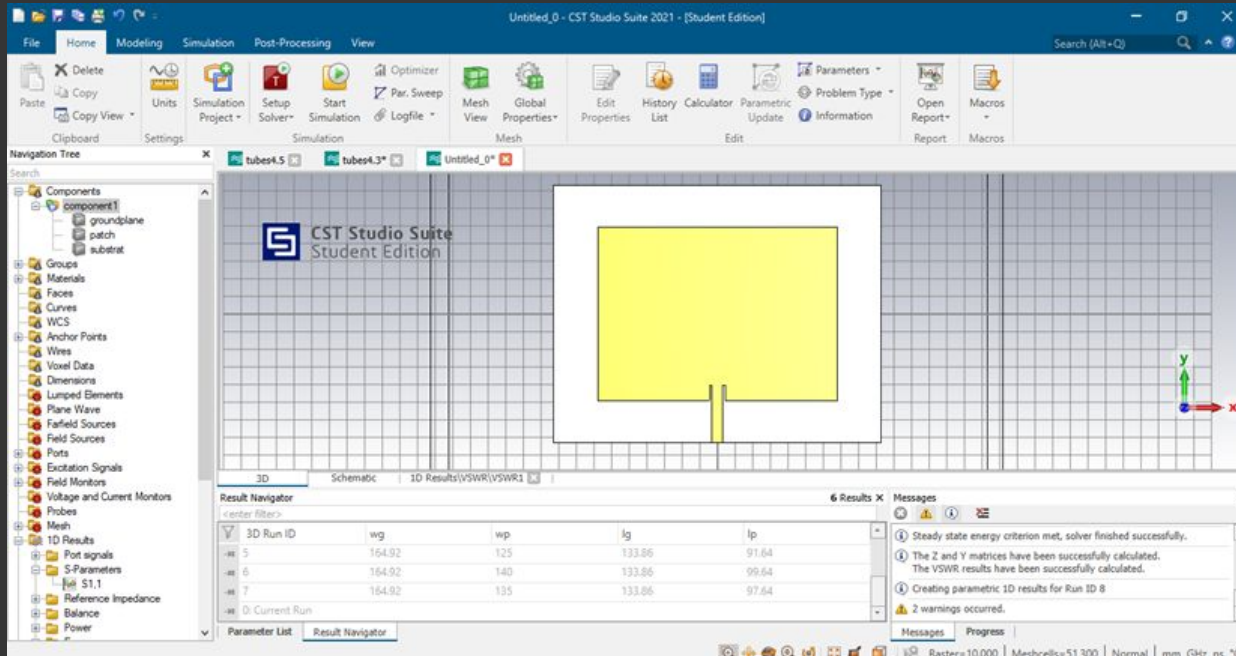 Untitled_0 - CST Studio Suite 2021 - [Student Edition]
File Home Modeling Simulation Post-Processing View Search (Alt+Q)
Paste
Delete
Copy
Copy View
Clipboard
Units
Settings
Simulation Project
Setup Solver
Start Simulation
Optimizer
Par. Sweep
Logfile
Simulation
Mesh View
Global Properties
Mesh
Edit Properties
History List
Calculator
Parametric Update
Parameters
Problem Type
Information
Edit
Open Report
Report
Macros
Macros
Navigation Tree
Search
Components
component1
groundplane
patch
substrat
Groups
Materials
Faces
Curves
WCS
Anchor Points
Wires
Voxel Data
Dimensions
Lumped Elements
Plane Wave
Farfield Sources
Field Sources
Ports
Excitation Signals
Field Monitors
Voltage and Current Monitors
Probes
Mesh
1D Results
Port signals
S-Parameters
S1,1
Reference Impedance
Balance
Power
tubes4.5 tubes4.3* Untitled_0*
CST Studio Suite
Student Edition
y
x
3D Schematic 1D Results\VSWR\VSWR1
Result Navigator 6 Results
<enter filter>
3D Run ID wg wp lg lp
5 164.92 125 133.86 91.64
6 164.92 140 133.86 99.64
7 164.92 135 133.86 97.64
0: Current Run
Parameter List Result Navigator
Messages
Steady state energy criterion met, solver finished successfully.
The Z and Y matrices have been successfully calculated.
The VSWR results have been successfully calculated.
Creating parametric 1D results for Run ID 8
2 warnings occurred.
Messages Progress
Raster=10.000 Meshcells=51,300 Normal mm GHz ns